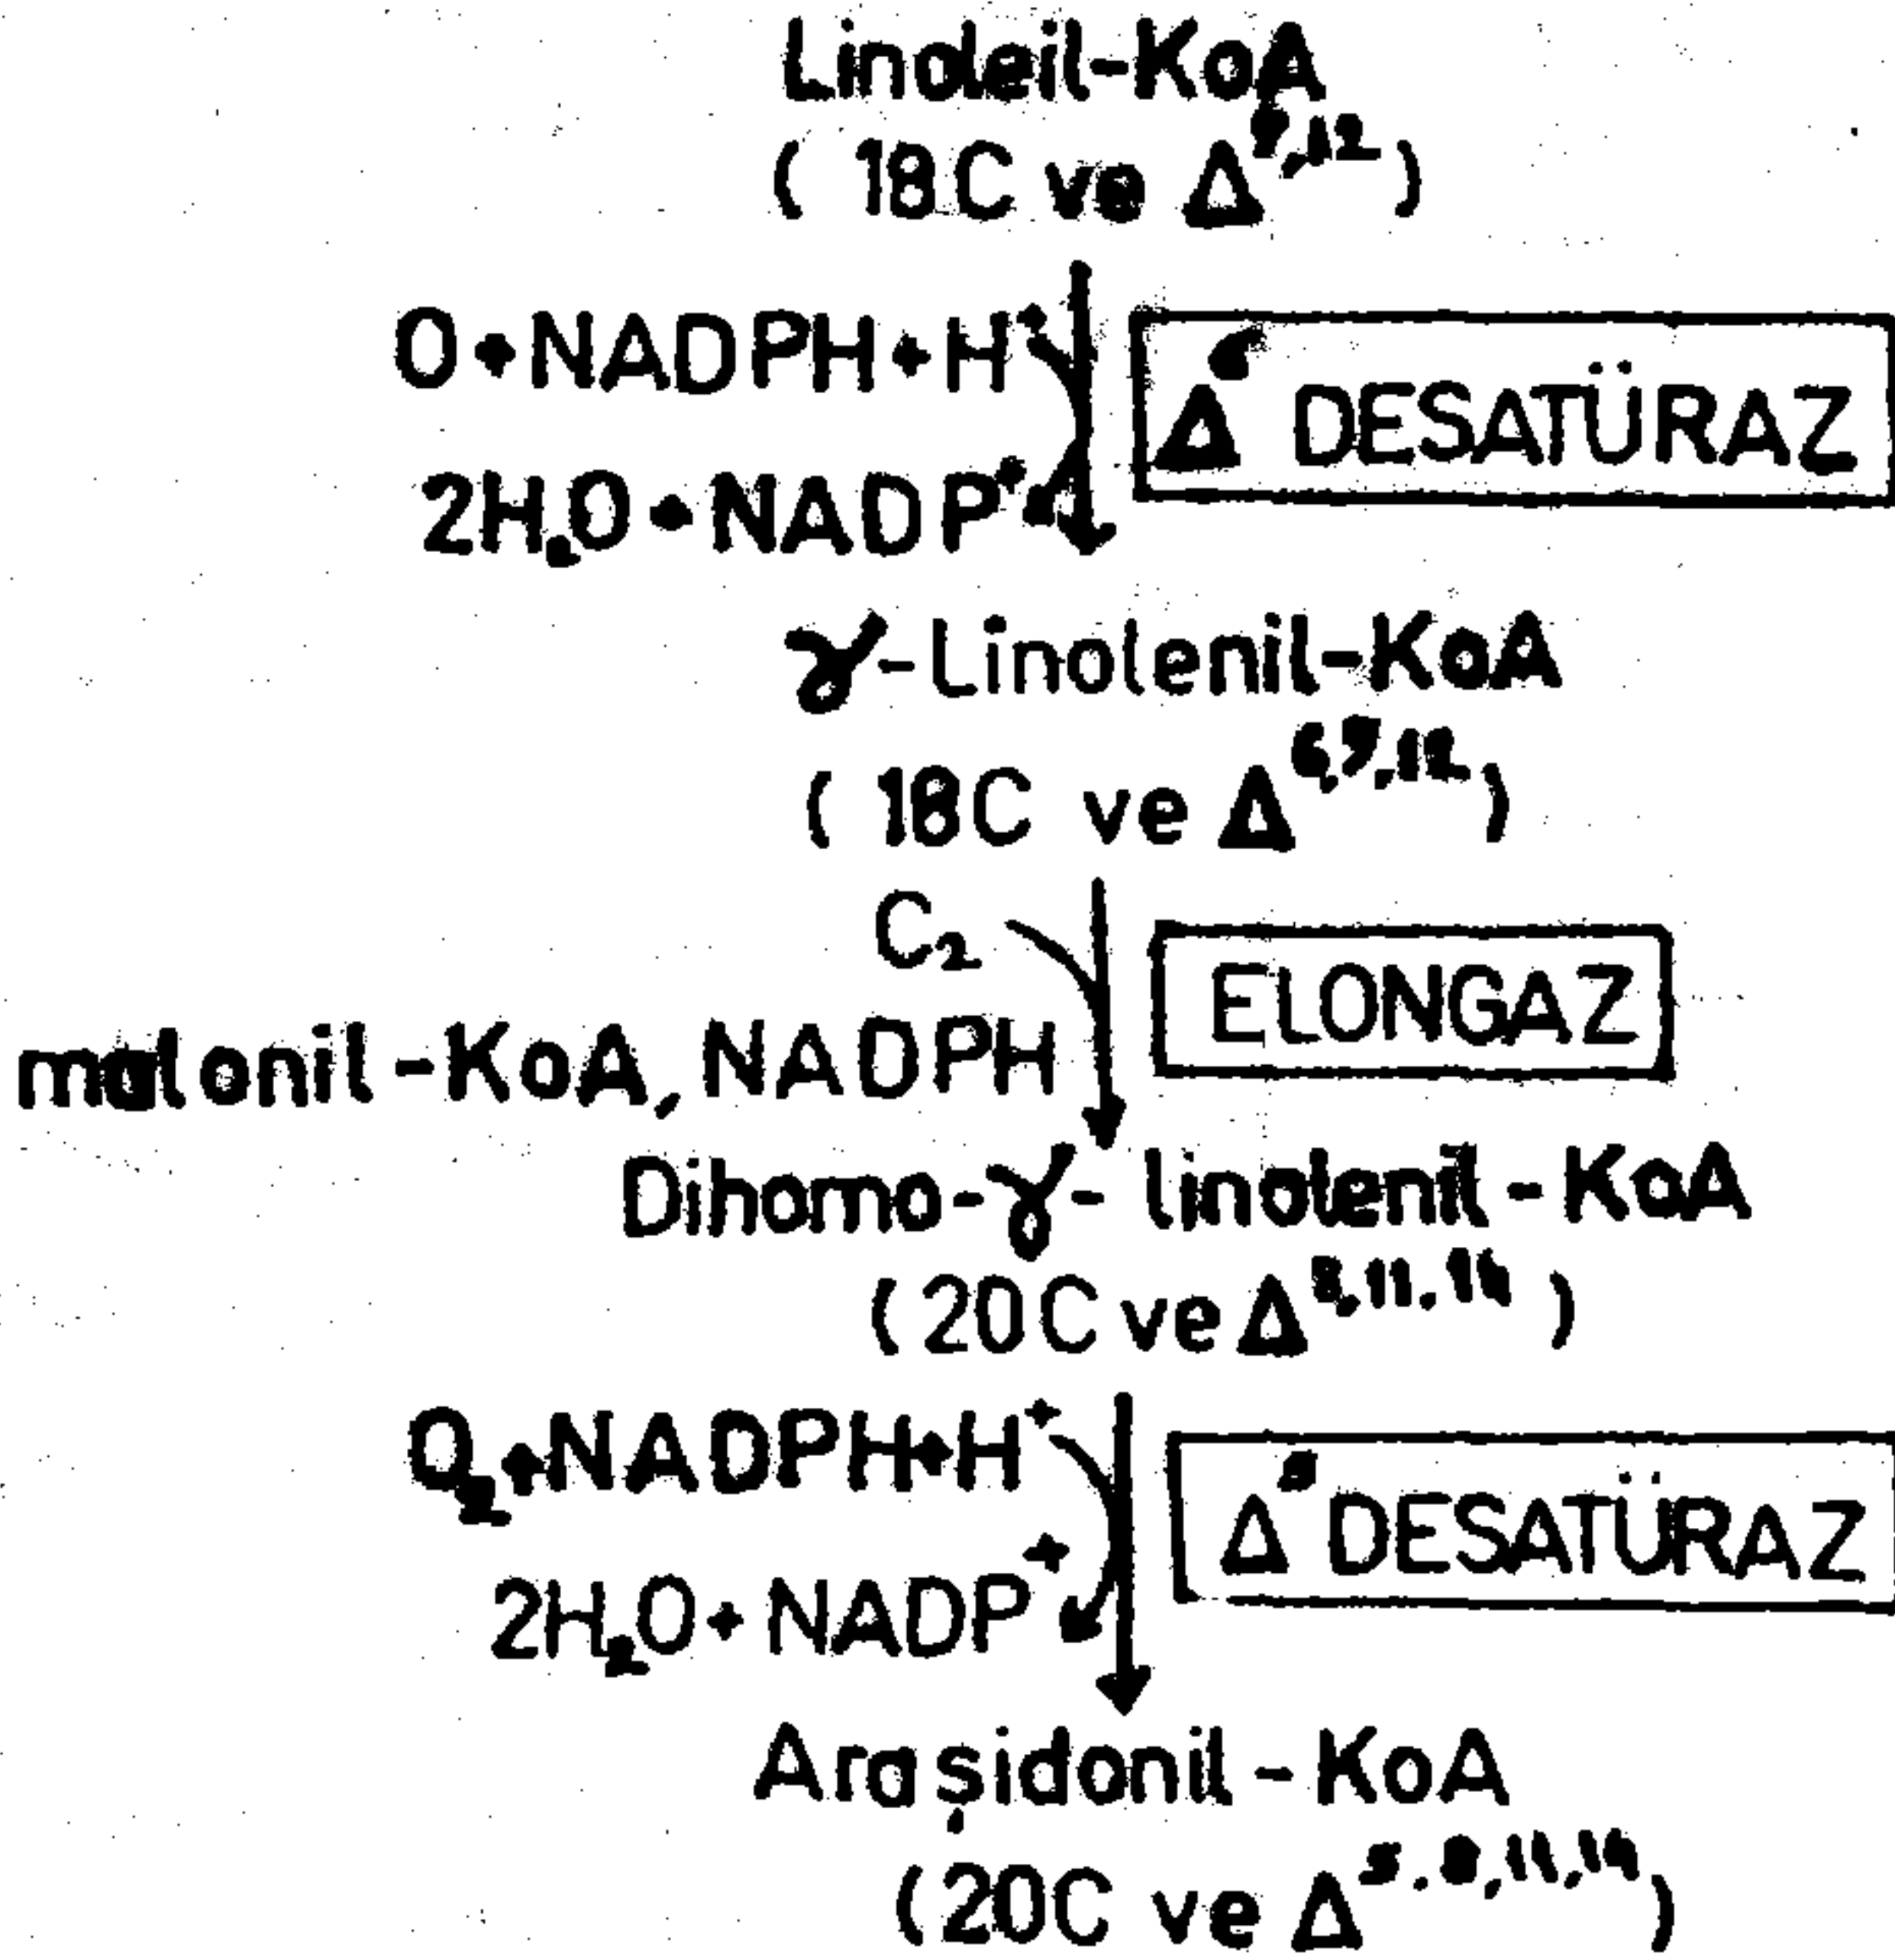 Linoleil-KoA
(18C ve Δ9,12)
O+NADPH+H+
Δ6 DESATÜRAZ
2H2O+NADP+
γ-Linolenil-KoA
(18C ve Δ6,9,12)
C2
ELONGAZ
malonil-KoA, NADPH
Dihomo-γ-linolenil-KoA
(20C ve Δ8,11,14)
O2+NADPH+H+
Δ DESATÜRAZ
2H2O+NADP+
Araşidonil-KoA
(20C ve Δ5,8,11,14)